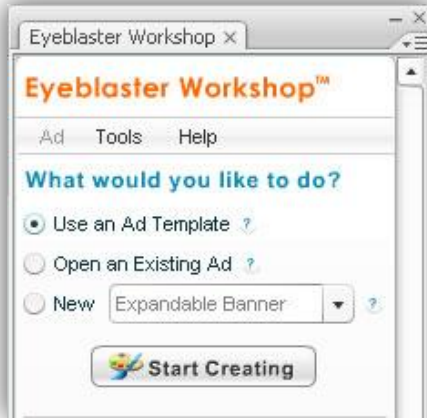 Eyeblaster Workshop
Eyeblaster Workshop™
Ad Tools Help
What would you like to do?
Use an Ad Template ?
Open an Existing Ad ?
New Expandable Banner ?
Start Creating